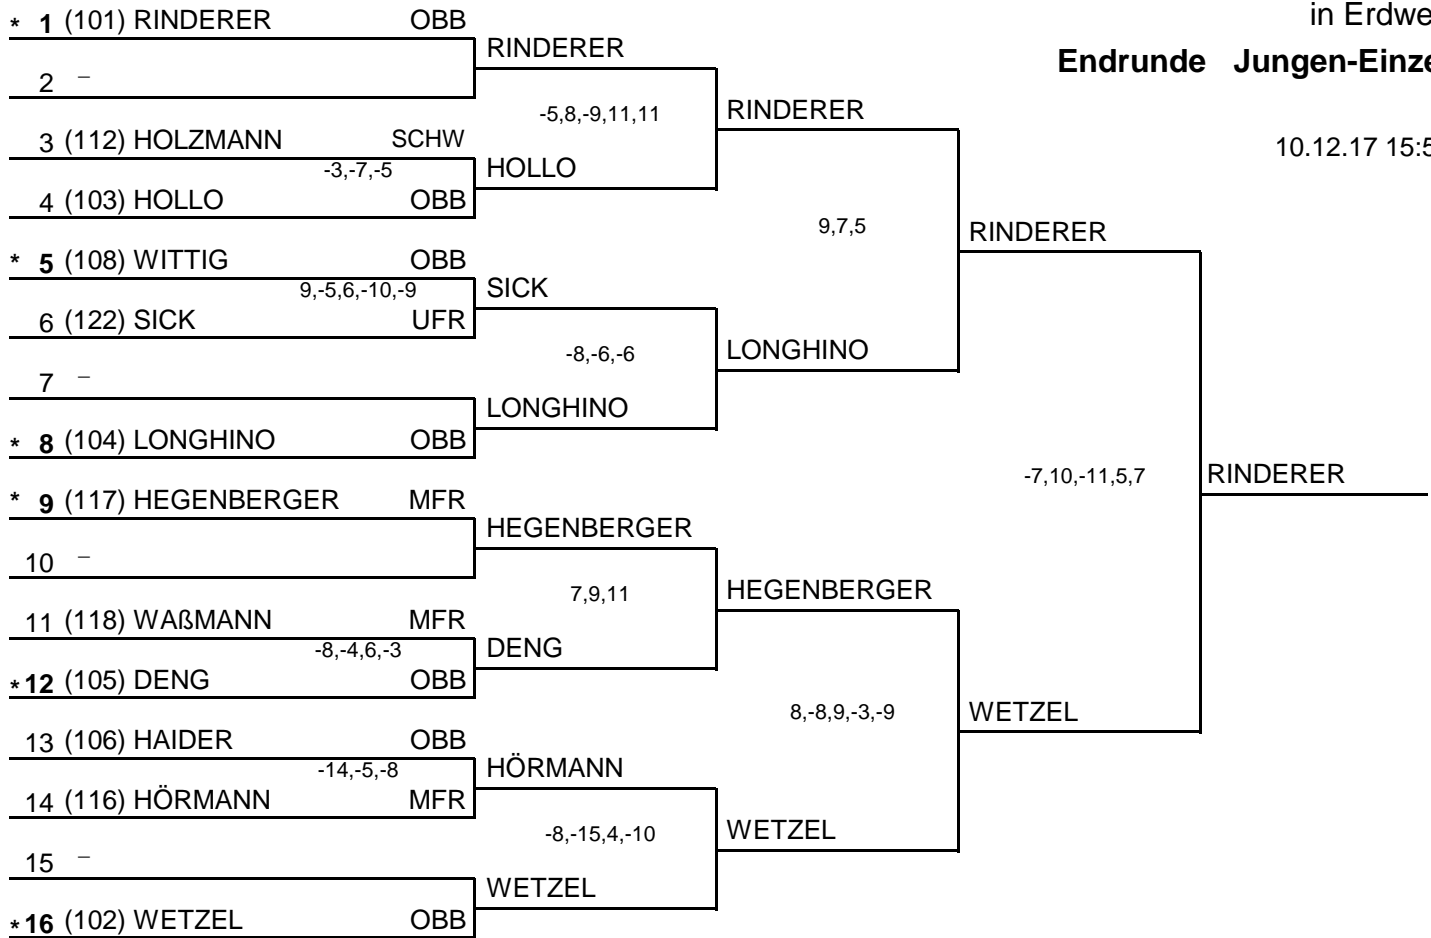 * 1 (101) RINDERER OBB
in Erdwe
RINDERER
Endrunde Jungen-Einze
2 –
-5,8,-9,11,11
RINDERER
3 (112) HOLZMANN SCHW
10.12.17 15:5
-3,-7,-5
HOLLO
4 (103) HOLLO OBB
9,7,5
RINDERER
* 5 (108) WITTIG OBB
9,-5,6,-10,-9
SICK
6 (122) SICK UFR
-8,-6,-6
LONGHINO
7 –
LONGHINO
* 8 (104) LONGHINO OBB
-7,10,-11,5,7
RINDERER
* 9 (117) HEGENBERGER MFR
HEGENBERGER
10 –
7,9,11
HEGENBERGER
11 (118) WAßMANN MFR
-8,-4,6,-3
DENG
* 12 (105) DENG OBB
8,-8,9,-3,-9
WETZEL
13 (106) HAIDER OBB
-14,-5,-8
HÖRMANN
14 (116) HÖRMANN MFR
-8,-15,4,-10
WETZEL
15 –
WETZEL
* 16 (102) WETZEL OBB